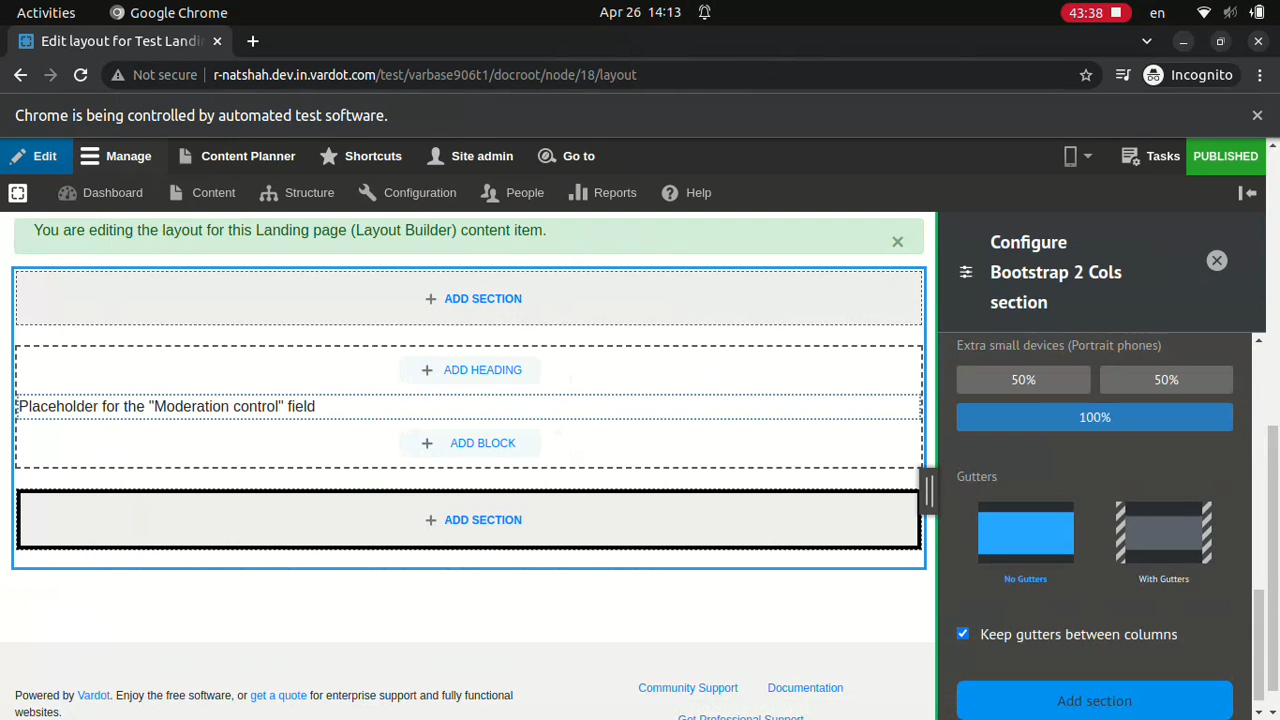 Activities
Google Chrome
Apr 26 14:13
43:38
en
Edit layout for Test Landi
Not secure
r-natshah.dev.in.vardot.com/test/varbase906t1/docroot/node/18/layout
Incognito
Chrome is being controlled by automated test software.
Edit
Manage
Content Planner
Shortcuts
Site admin
Go to
Tasks
PUBLISHED
Dashboard
Content
Structure
Configuration
People
Reports
Help
You are editing the layout for this Landing page (Layout Builder) content item.
ADD SECTION
ADD HEADING
Placeholder for the "Moderation control" field
ADD BLOCK
ADD SECTION
Configure
Bootstrap 2 Cols
section
Extra small devices (Portrait phones)
50%
50%
100%
Gutters
No Gutters
With Gutters
Keep gutters between columns
Add section
Powered by Vardot. Enjoy the free software, or get a quote for enterprise support and fully functional
websites.
Community Support
Documentation
Get Professional Support